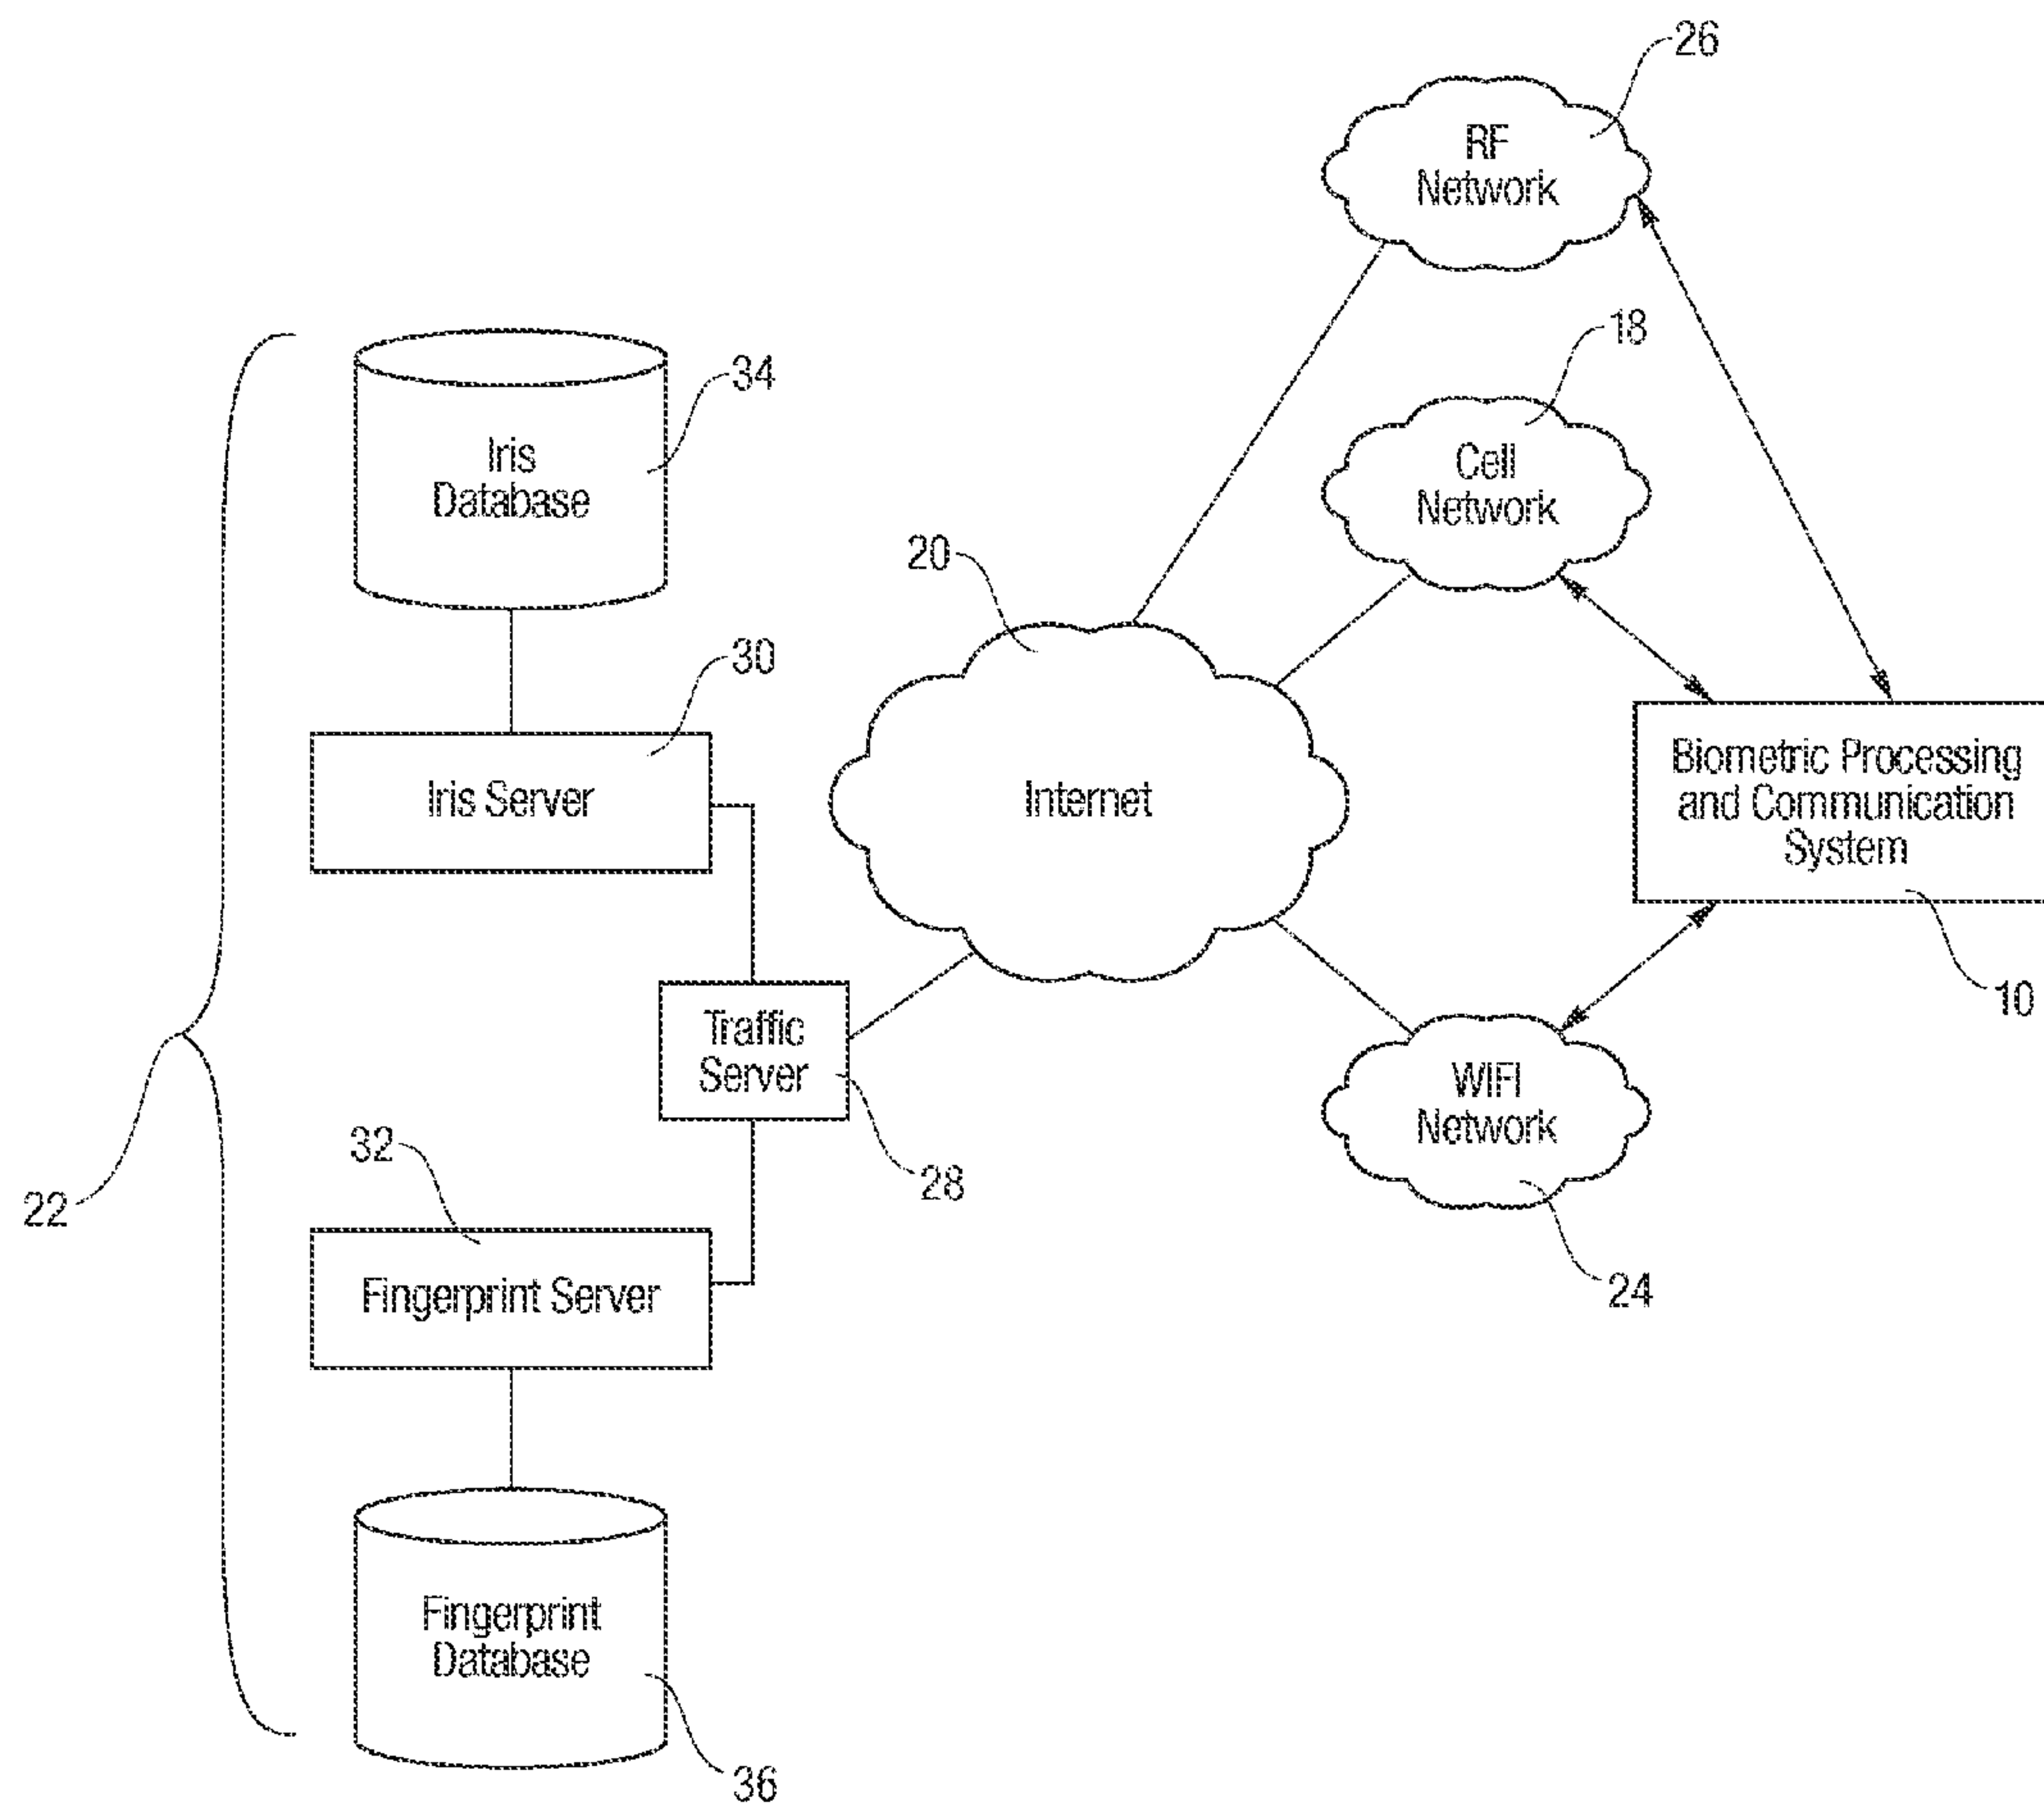 26
RF
Network
18
Cell
Network
34
Iris
Database
20
30
Iris Server
Internet
Biometric Processing
and Communication
System
10
Traffic
Server
28
WIFI
Network
24
22
32
Fingerprint Server
Fingerprint
Database
36